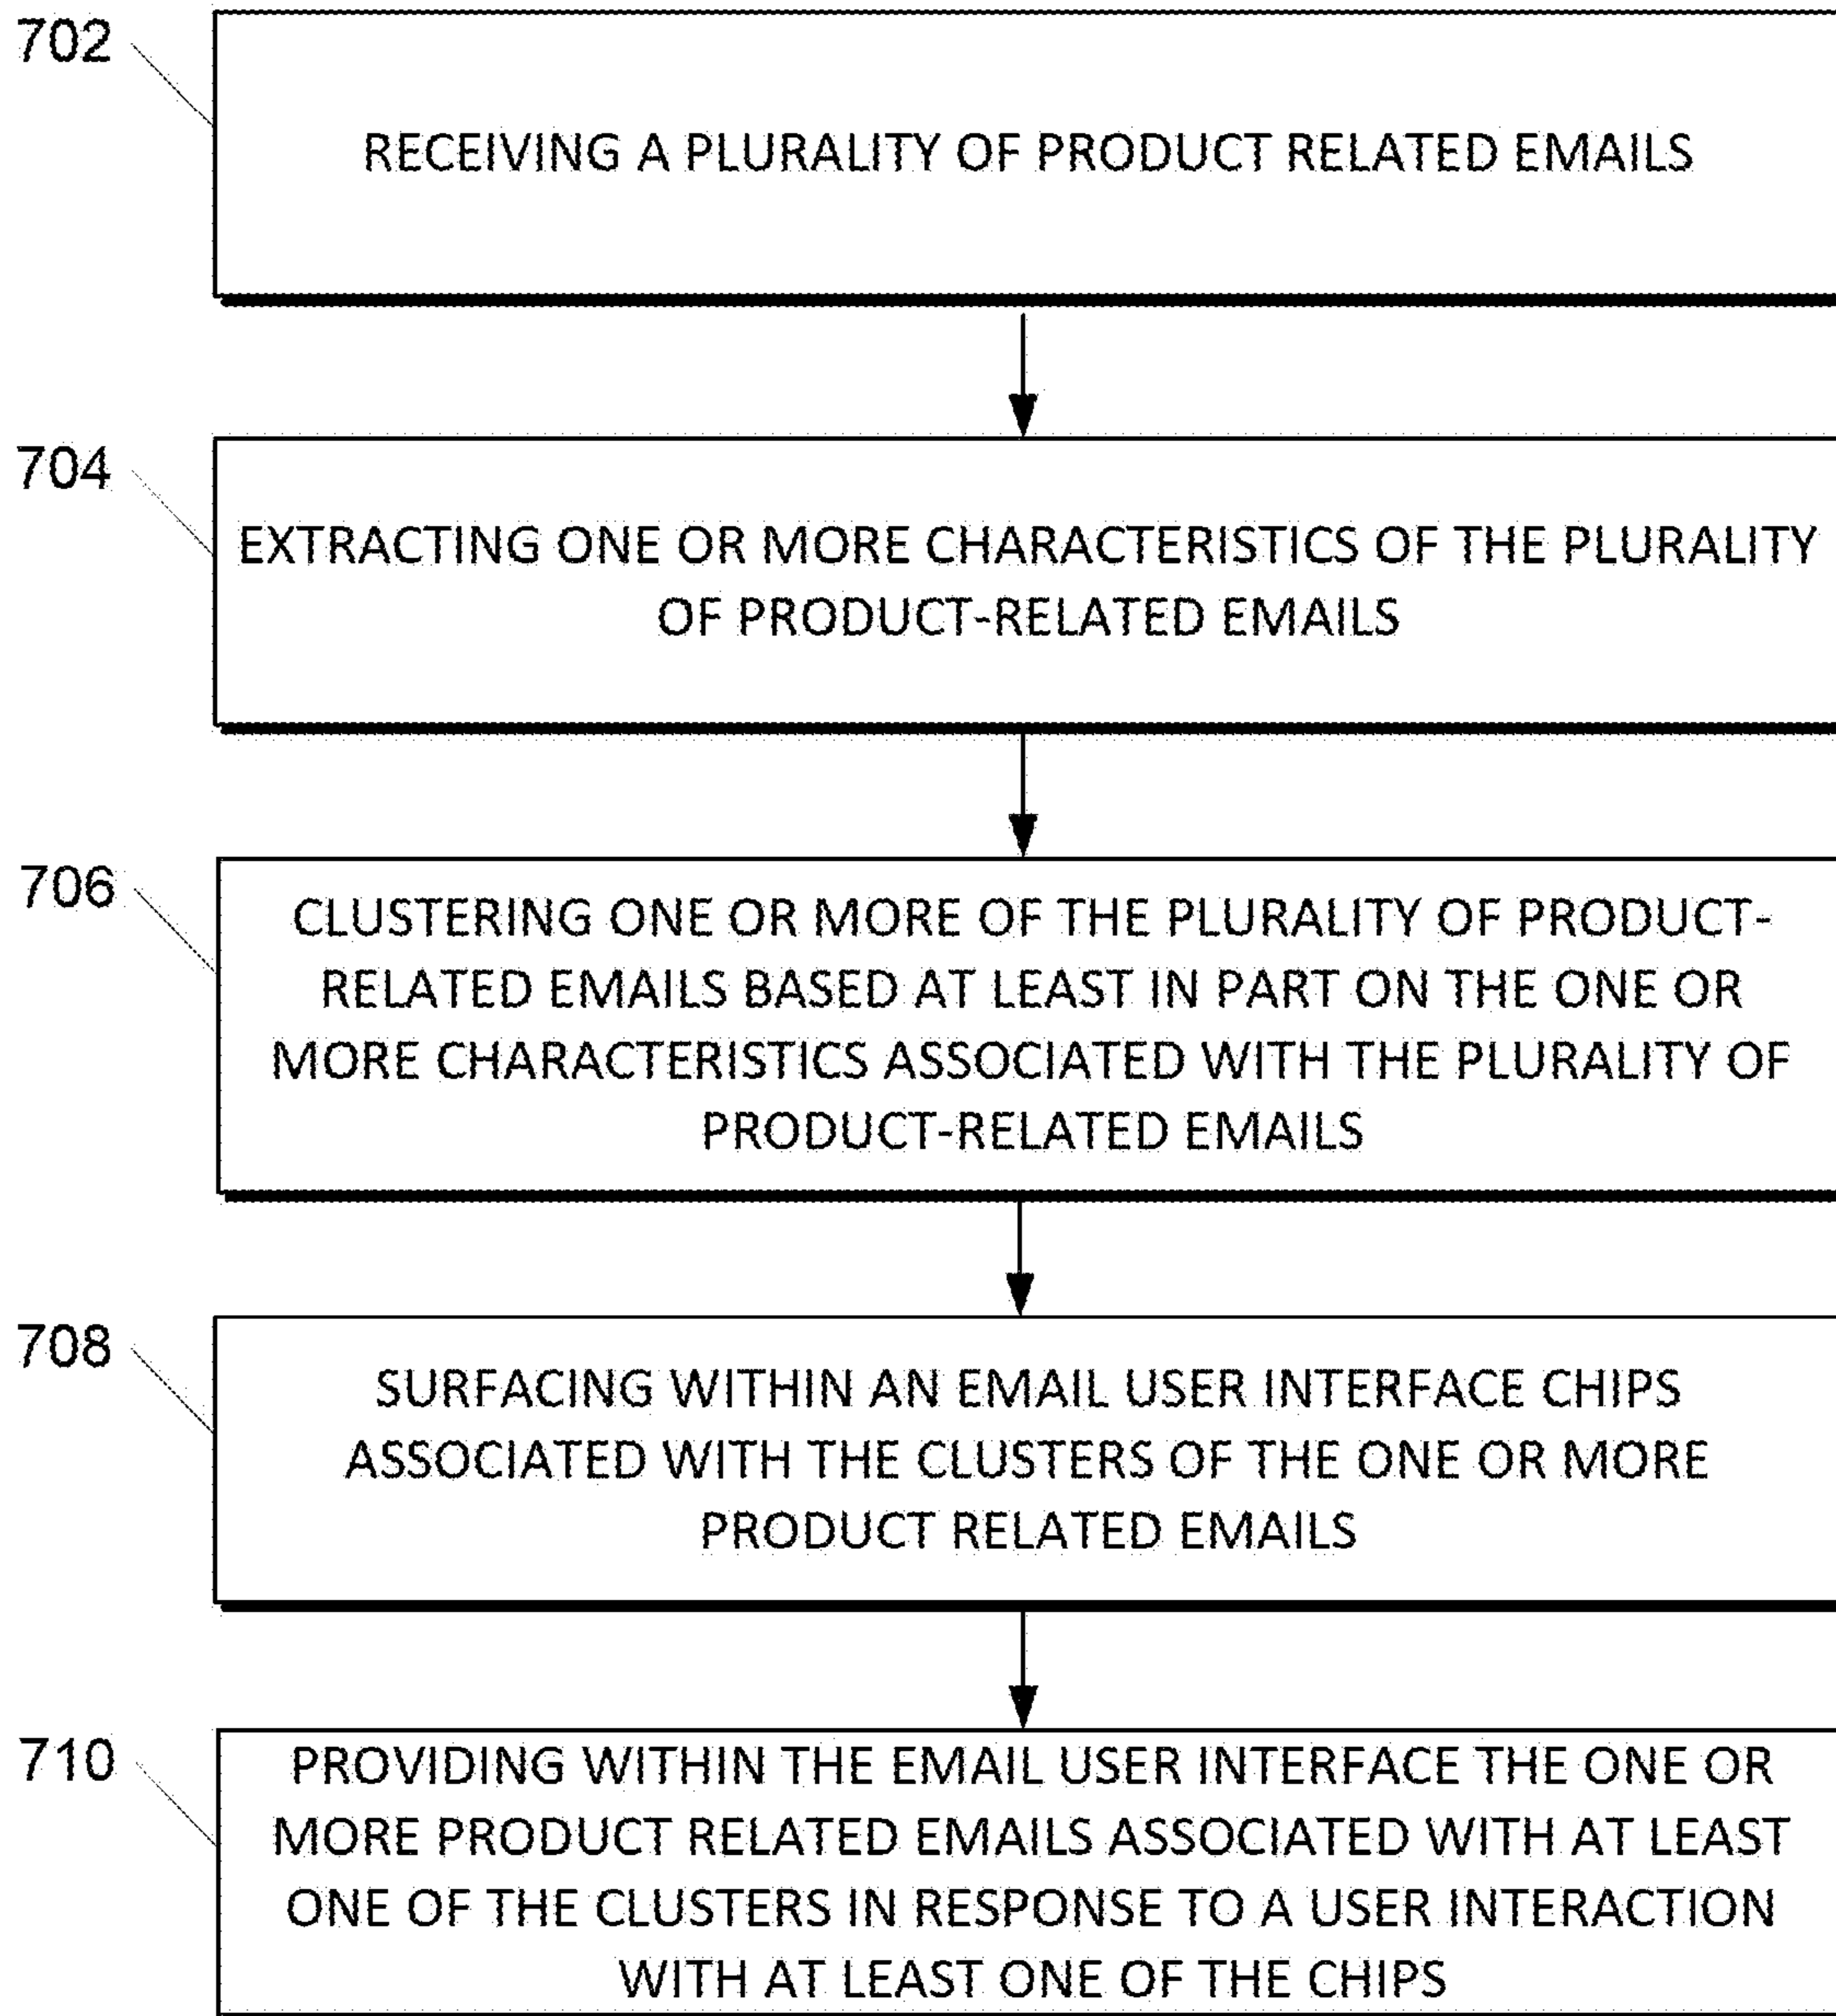 702
RECEIVING A PLURALITY OF PRODUCT RELATED EMAILS
704
EXTRACTING ONE OR MORE CHARACTERISTICS OF THE PLURALITY
OF PRODUCT-RELATED EMAILS
706
CLUSTERING ONE OR MORE OF THE PLURALITY OF PRODUCT-
RELATED EMAILS BASED AT LEAST IN PART ON THE ONE OR
MORE CHARACTERISTICS ASSOCIATED WITH THE PLURALITY OF
PRODUCT-RELATED EMAILS
708
SURFACING WITHIN AN EMAIL USER INTERFACE CHIPS
ASSOCIATED WITH THE CLUSTERS OF THE ONE OR MORE
PRODUCT RELATED EMAILS
710
PROVIDING WITHIN THE EMAIL USER INTERFACE THE ONE OR
MORE PRODUCT RELATED EMAILS ASSOCIATED WITH AT LEAST
ONE OF THE CLUSTERS IN RESPONSE TO A USER INTERACTION
WITH AT LEAST ONE OF THE CHIPS